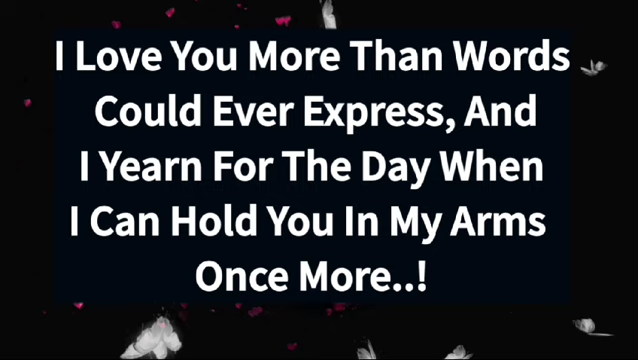 I Love You More Than Words
Could Ever Express, And
I Yearn For The Day When
I Can Hold You In My Arms
Once More..!